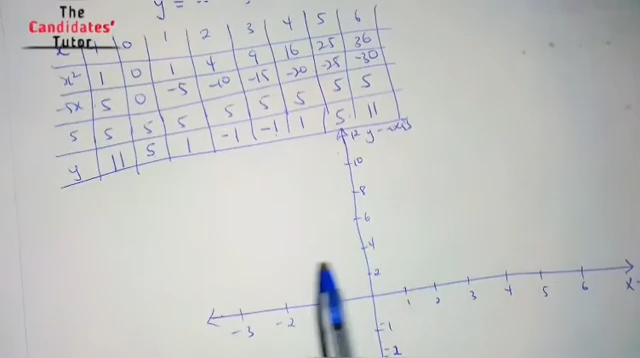 y =
The
Candidates'
Tutor
x -1 0 1 2 3 4 5 6
x² 1 0 1 4 9 16 25 36
-5x 5 0 -5 -10 -15 -20 -25 -30
5 5 5 5 5 5 5 5 5
y 11 5 1 -1 -1 1 5 11
12 y-axis
10
8
6
4
2
-3 -2 1 2 3 4 5 6 x-
-1
-2